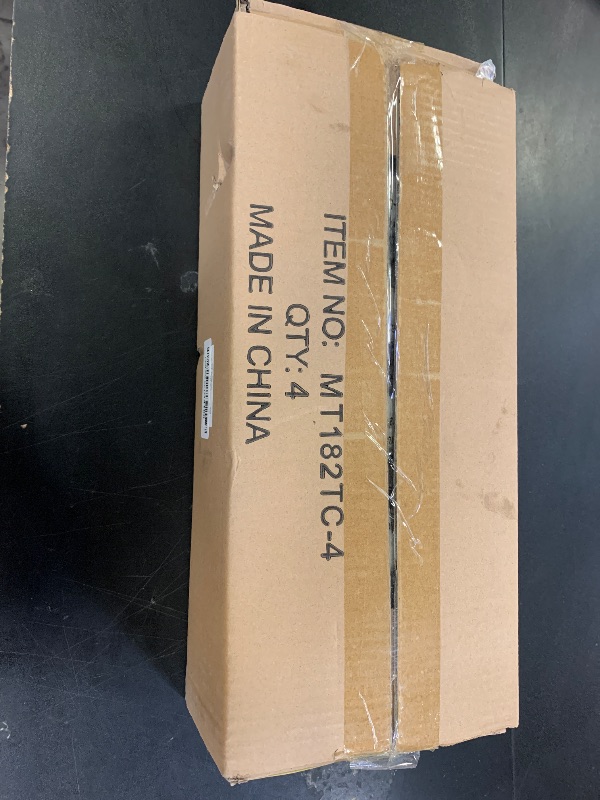 ITEM NO: MT182TC-4
QTY: 4
MADE IN CHINA